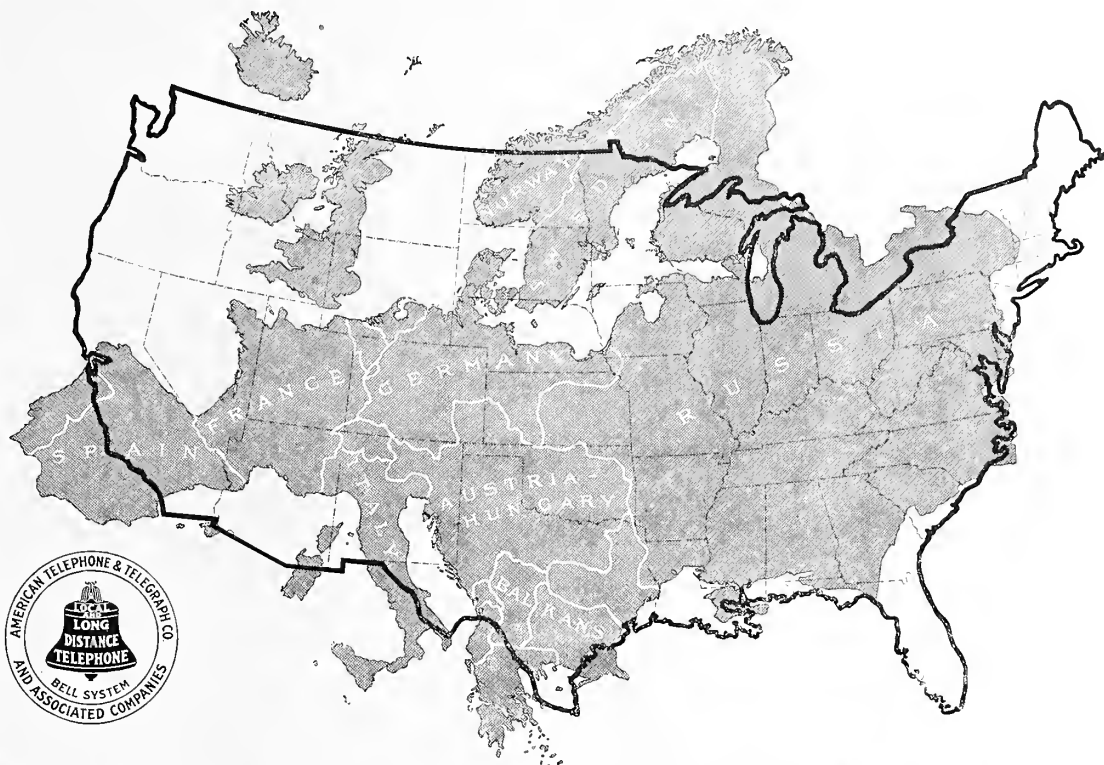 NORWAY
GERMANY
FRANCE
RUSSIA
SPAIN
ITALY
AUSTRIA
HUNGARY
BALKANS
AMERICAN TELEPHONE & TELEGRAPH CO.
AND ASSOCIATED COMPANIES
LOCAL
AND
LONG
DISTANCE
TELEPHONE
BELL SYSTEM